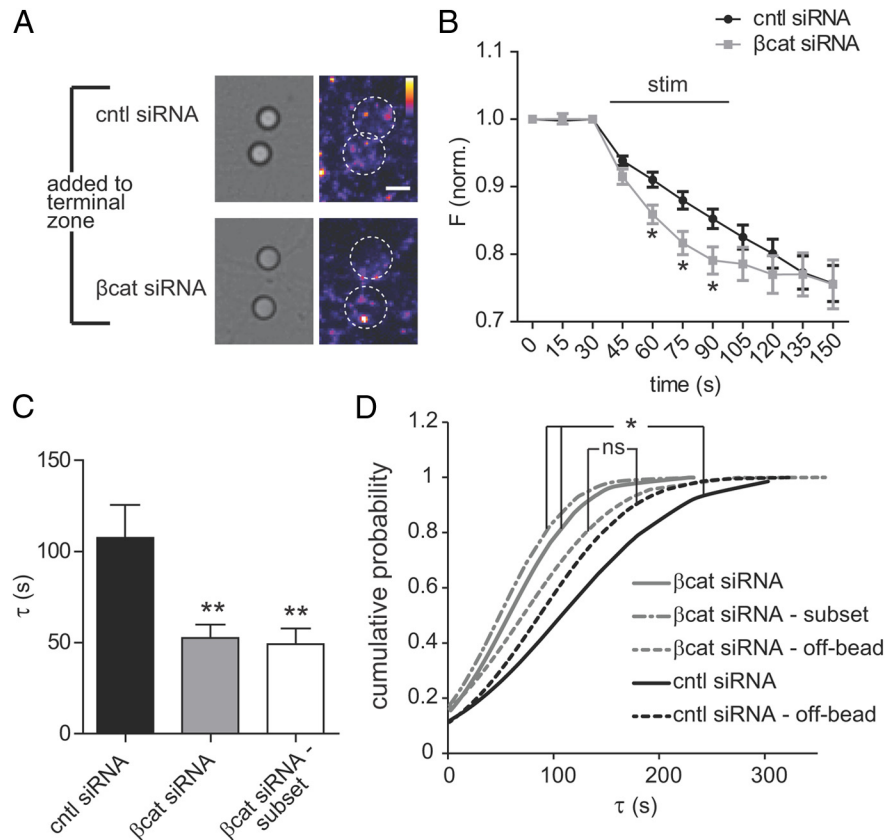 A
cntl siRNA
added to
terminal
zone
βcat siRNA
B
cntl siRNA
βcat siRNA
stim
F (norm.)
1.1
1.0
0.9
0.8
0.7
*
*
*
0
15
30
45
60
75
90
105
120
135
150
time (s)
C
τ (s)
150
100
50
0
**
**
cntl siRNA
βcat siRNA
βcat siRNA -
subset
D
cumulative probability
1.2
1
0.8
0.6
0.4
0.2
0
*
ns
βcat siRNA
βcat siRNA - subset
βcat siRNA - off-bead
cntl siRNA
cntl siRNA - off-bead
0
100
200
300
τ (s)